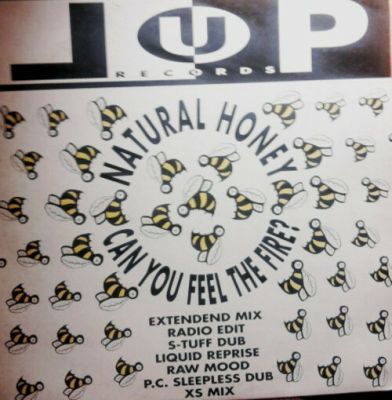 JUP
RECORDS
NATURAL HONEY
CAN YOU FEEL THE FIRE?
EXTENDEND MIX
RADIO EDIT
S-TUFF DUB
LIQUID REPRISE
RAW MOOD
P.C. SLEEPLESS DUB
XS MIX